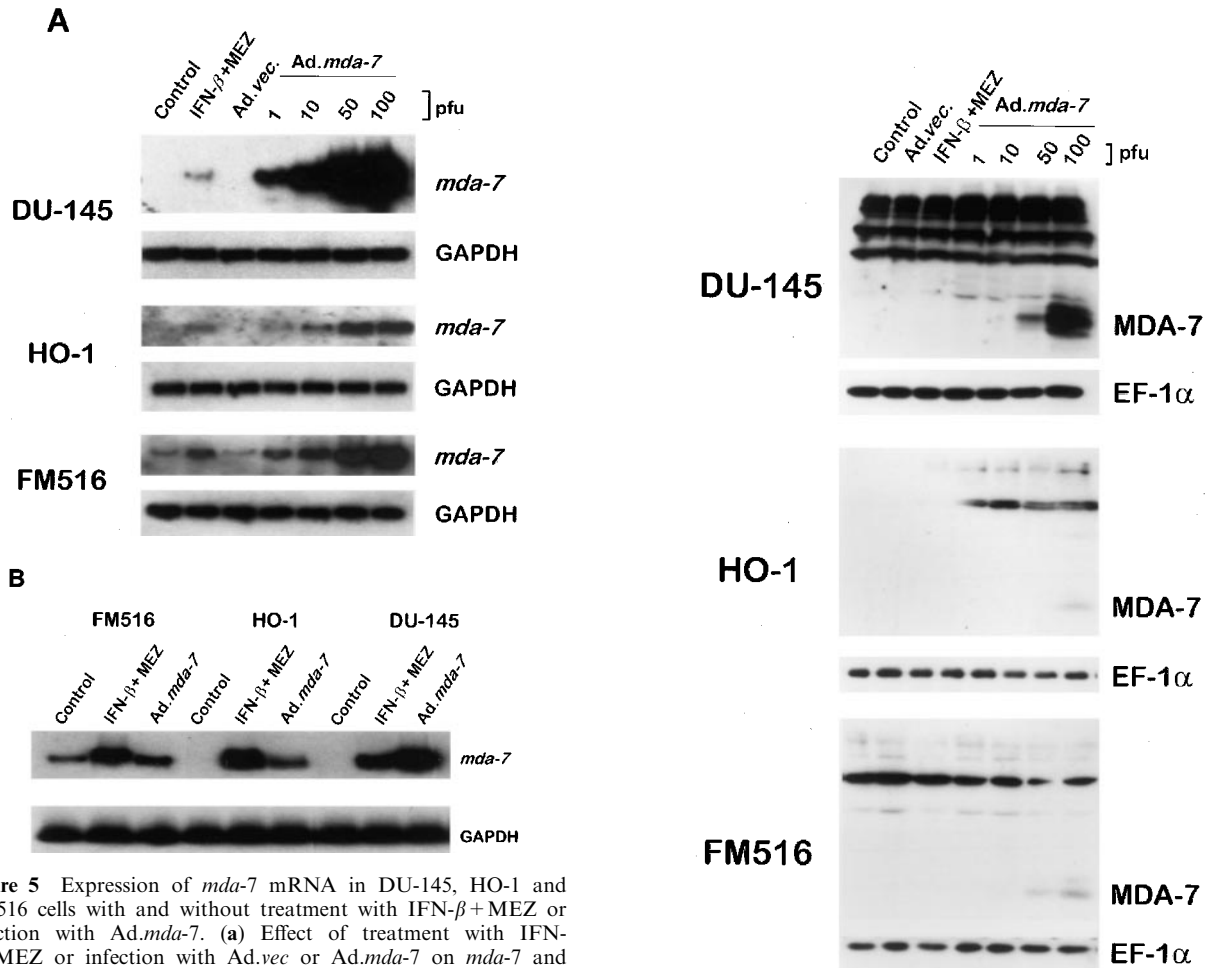 A
Control
IFN-β+MEZ
Ad.vec.
Ad.mda-7
1
10
50
100
]pfu
DU-145
mda-7
GAPDH
HO-1
mda-7
GAPDH
FM516
mda-7
GAPDH
B
FM516
HO-1
DU-145
Control
IFN-β+MEZ
Ad.mda-7
Control
IFN-β+MEZ
Ad.mda-7
Control
IFN-β+MEZ
Ad.mda-7
mda-7
GAPDH
re 5 Expression of mda-7 mRNA in DU-145, HO-1 and
516 cells with and without treatment with IFN-β+MEZ or
ction with Ad.mda-7. (a) Effect of treatment with IFN-
MEZ or infection with Ad.vec or Ad.mda-7 on mda-7 and
Control
Ad.vec.
IFN-β+MEZ
Ad.mda-7
1
10
50
100
]pfu
DU-145
MDA-7
EF-1α
HO-1
MDA-7
EF-1α
FM516
MDA-7
EF-1α